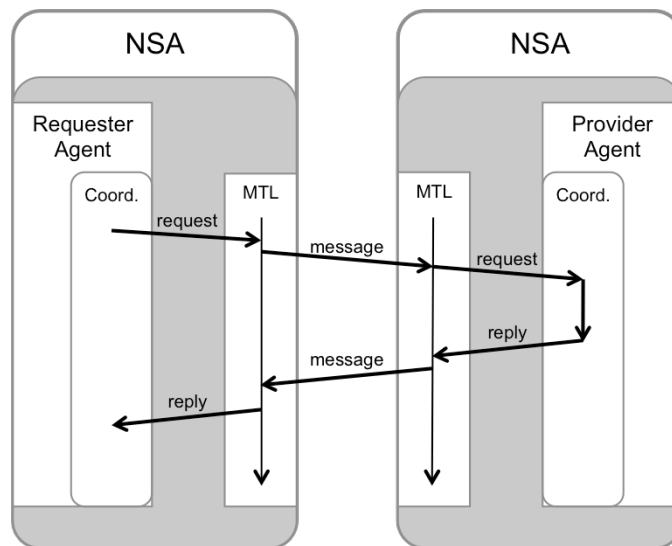 NSA
NSA
Requester
Agent
Provider
Agent
Coord.
MTL
MTL
Coord.
request
message
request
reply
message
reply